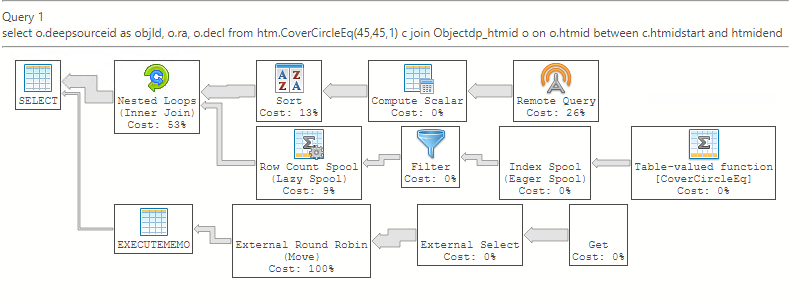 Query 1
select o.deepsourceid as objId, o.ra, o.decl from htm.CoverCircleEq(45,45,1) c join Objectdp_htmid o on o.htmid between c.htmidstart and htmidend
SELECT
Nested Loops
(Inner Join)
Cost: 53%
A Z
Z A
Sort
Cost: 13%
Compute Scalar
Cost: 0%
Remote Query
Cost: 26%
Row Count Spool
(Lazy Spool)
Cost: 9%
Filter
Cost: 0%
Index Spool
(Eager Spool)
Cost: 0%
Table-valued function
[CoverCircleEq]
Cost: 0%
EXECUTEMEMO
External Round Robin
(Move)
Cost: 100%
External Select
Cost: 0%
Get
Cost: 0%